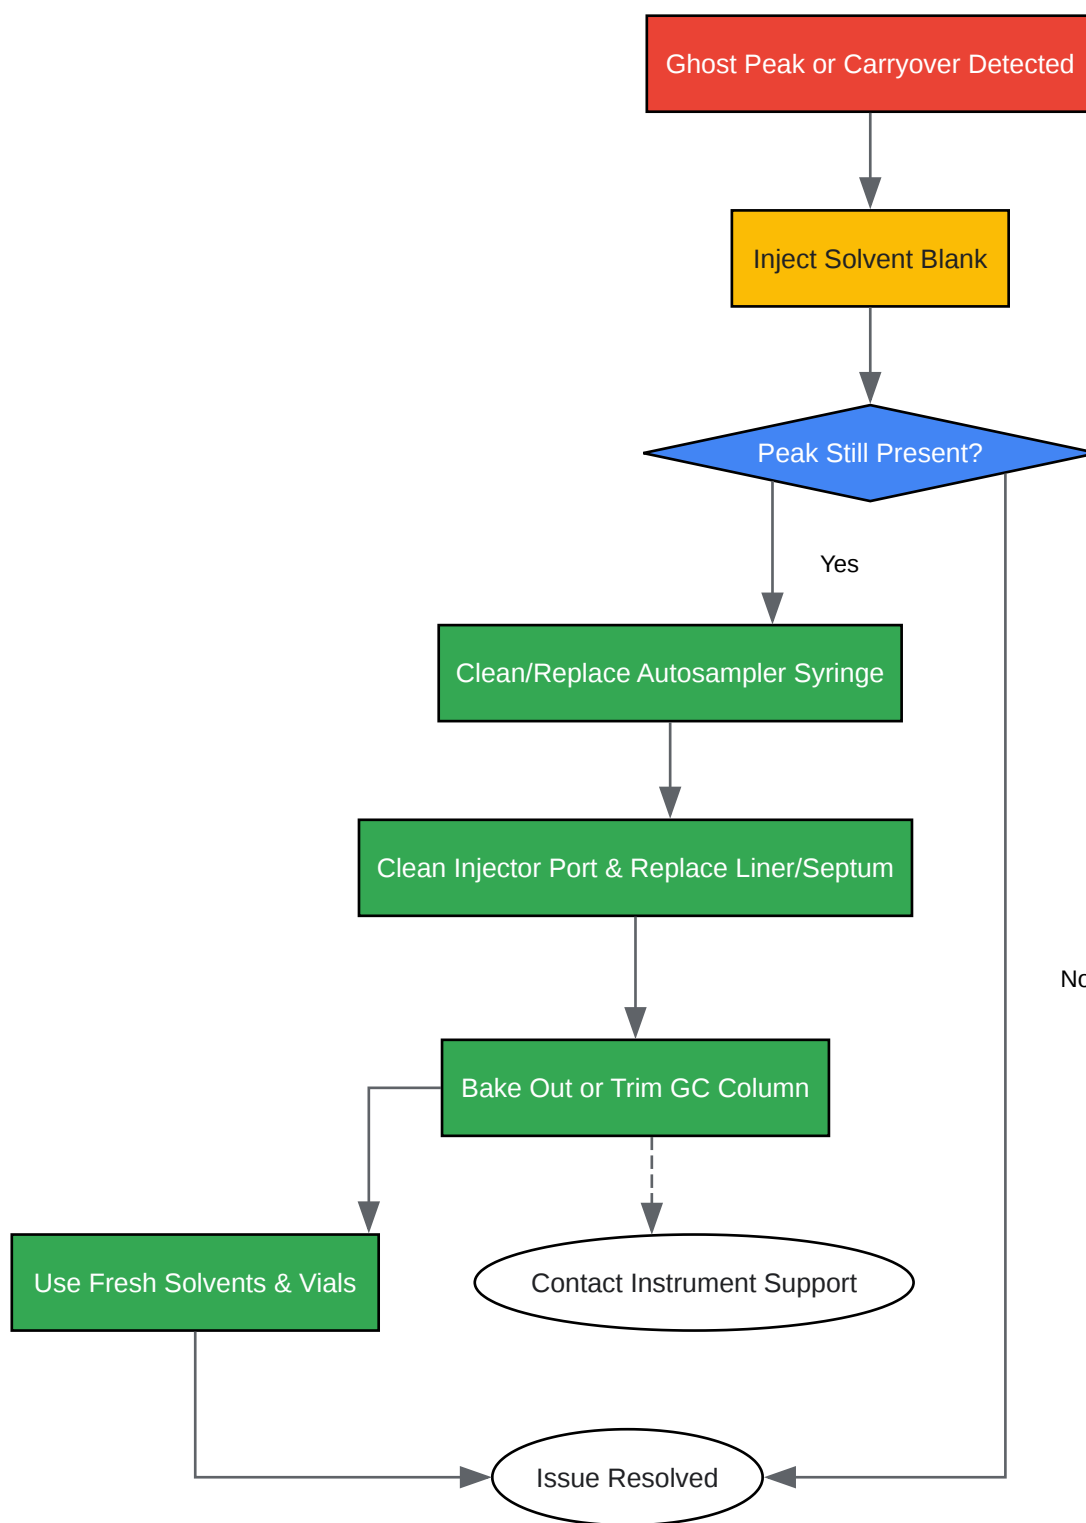 Ghost Peak or Carryover Detected
Inject Solvent Blank
Peak Still Present?
Yes
Clean/Replace Autosampler Syringe
Clean Injector Port & Replace Liner/Septum
No
Bake Out or Trim GC Column
Use Fresh Solvents & Vials
Contact Instrument Support
Issue Resolved